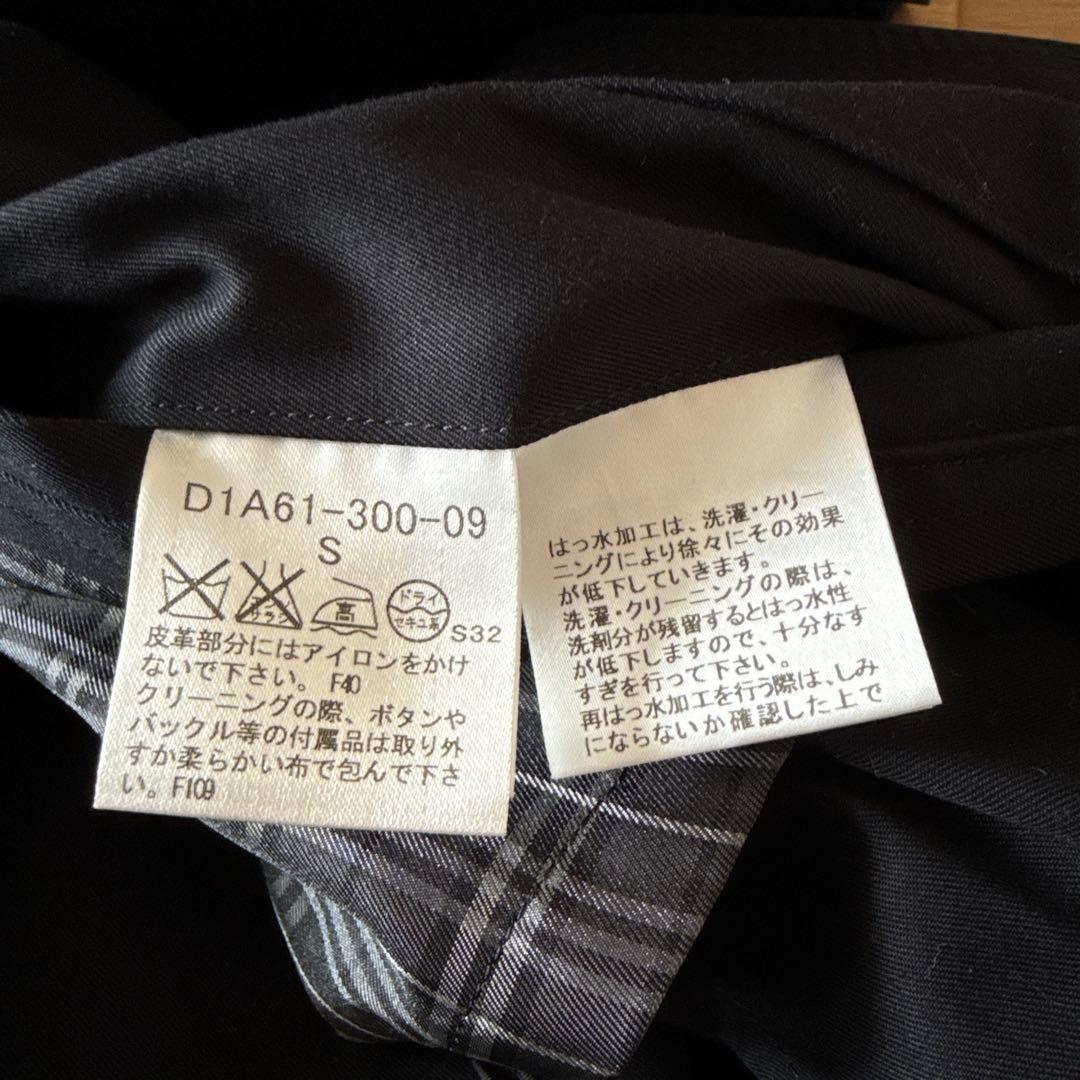 D1A61-300-09
S
エンソサラシ
高
ドライ
セキユ系
S32
皮革部分にはアイロンをかけ
ないで下さい。F40
クリーニングの際、ボタンや
バックル等の付属品は取り外
すか柔らかい布で包んで下さ
い。F109
はっ水加工は、洗濯・クリー
ニングにより徐々にその効果
が低下していきます。
洗濯・クリーニングの際は、
洗剤分が残留するとはっ水性
が低下しますので、十分なす
すぎを行って下さい。
再はっ水加工を行う際は、しみ
にならないか確認した上で